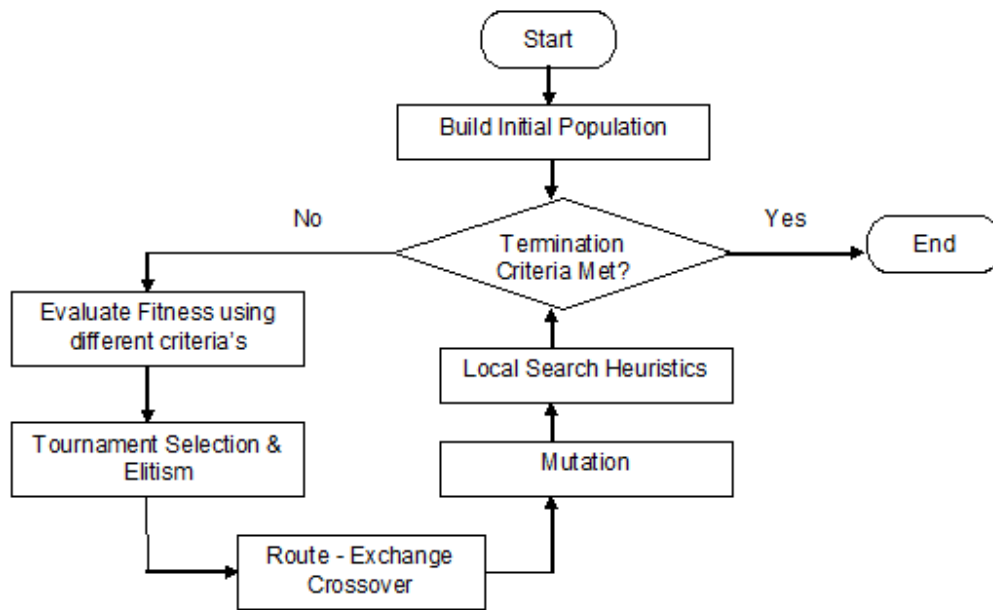 Start
Build Initial Population
No
Yes
Termination
Criteria Met?
End
Evaluate Fitness using
different criteria's
Local Search Heuristics
Tournament Selection &
Elitism
Mutation
Route - Exchange
Crossover